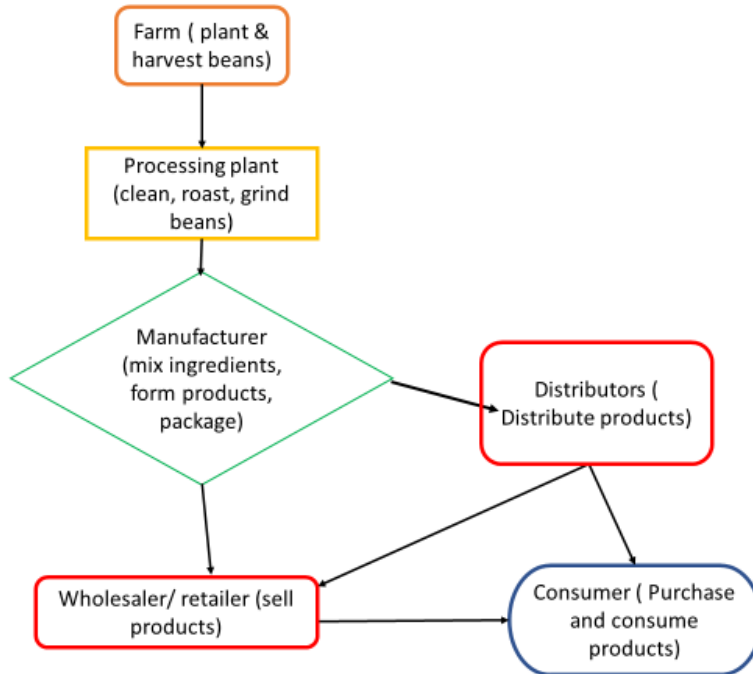 Farm ( plant &
harvest beans)
Processing plant
(clean, roast, grind
beans)
Manufacturer
(mix ingredients,
form products,
package)
Distributors (
Distribute products)
Wholesaler/ retailer (sell
products)
Consumer ( Purchase
and consume
products)